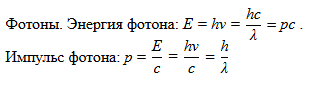 Фотоны. Энергия фотона: E = hν = hc/λ = pc .
Импульс фотона: p = E/c = hν/c = h/λ